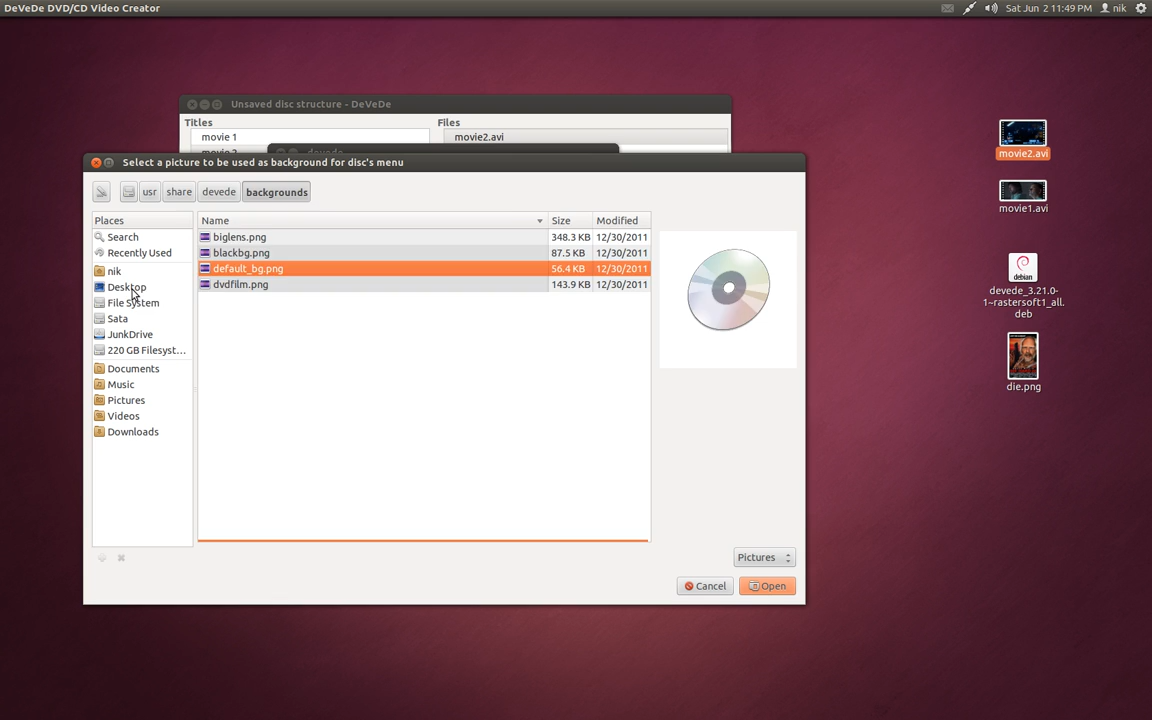 DeVeDe DVD/CD Video Creator
Sat Jun 2 11:49 PM
nik
Unsaved disc structure - DeVeDe
Titles
Files
movie 1
movie2.avi
devede
Select a picture to be used as background for disc's menu
usr
share
devede
backgrounds
Places
Search
Recently Used
nik
Desktop
File System
Sata
JunkDrive
220 GB Filesyst...
Documents
Music
Pictures
Videos
Downloads
Name Size Modified
biglens.png 348.3 KB 12/30/2011
blackbg.png 87.5 KB 12/30/2011
default_bg.png 56.4 KB 12/30/2011
dvdfilm.png 143.9 KB 12/30/2011
Pictures
Cancel
Open
movie2.avi
movie1.avi
debian
devede_3.21.0-
1~rastersoft1_all.
deb
die.png